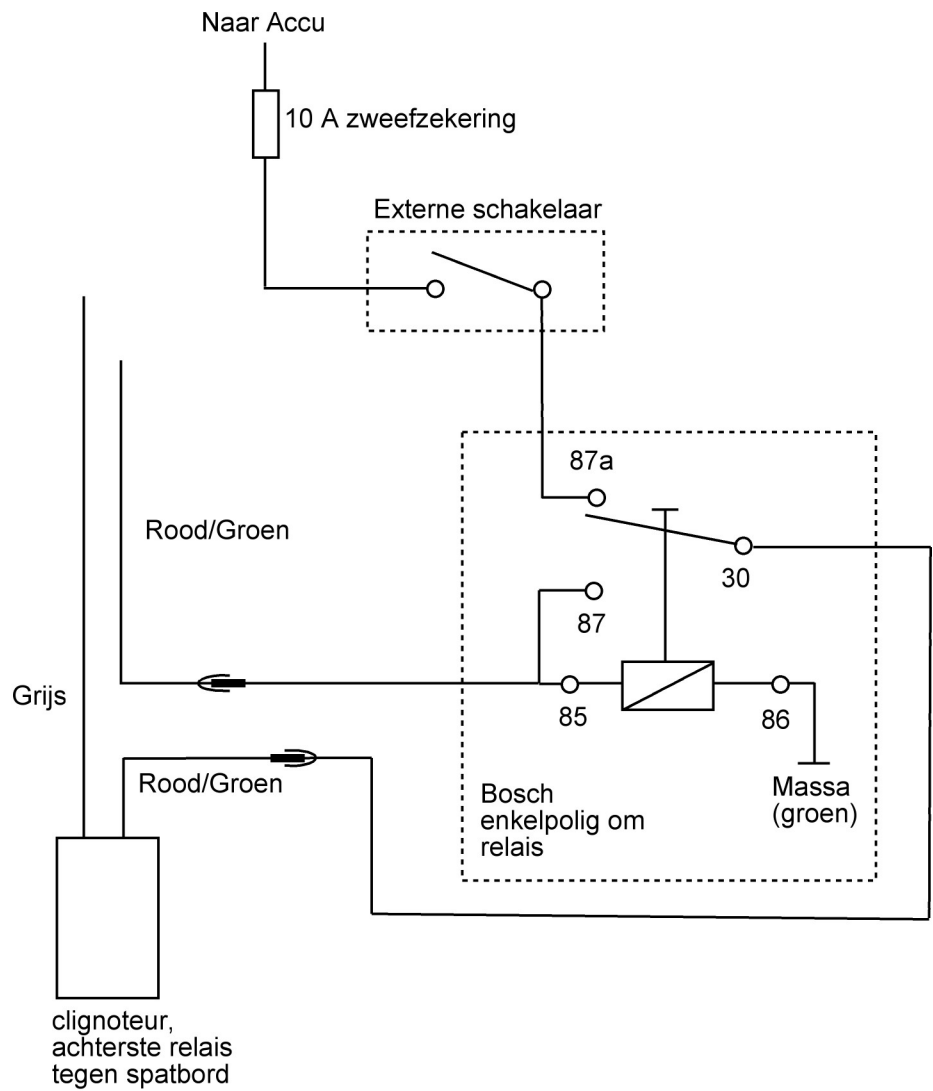 Naar Accu
10 A zweefzekering
Externe schakelaar
87a
Rood/Groen
30
87
Grijs
85
86
Rood/Groen
Bosch
enkelpolig om
relais
Massa
(groen)
clignoteur,
achterste relais
tegen spatbord